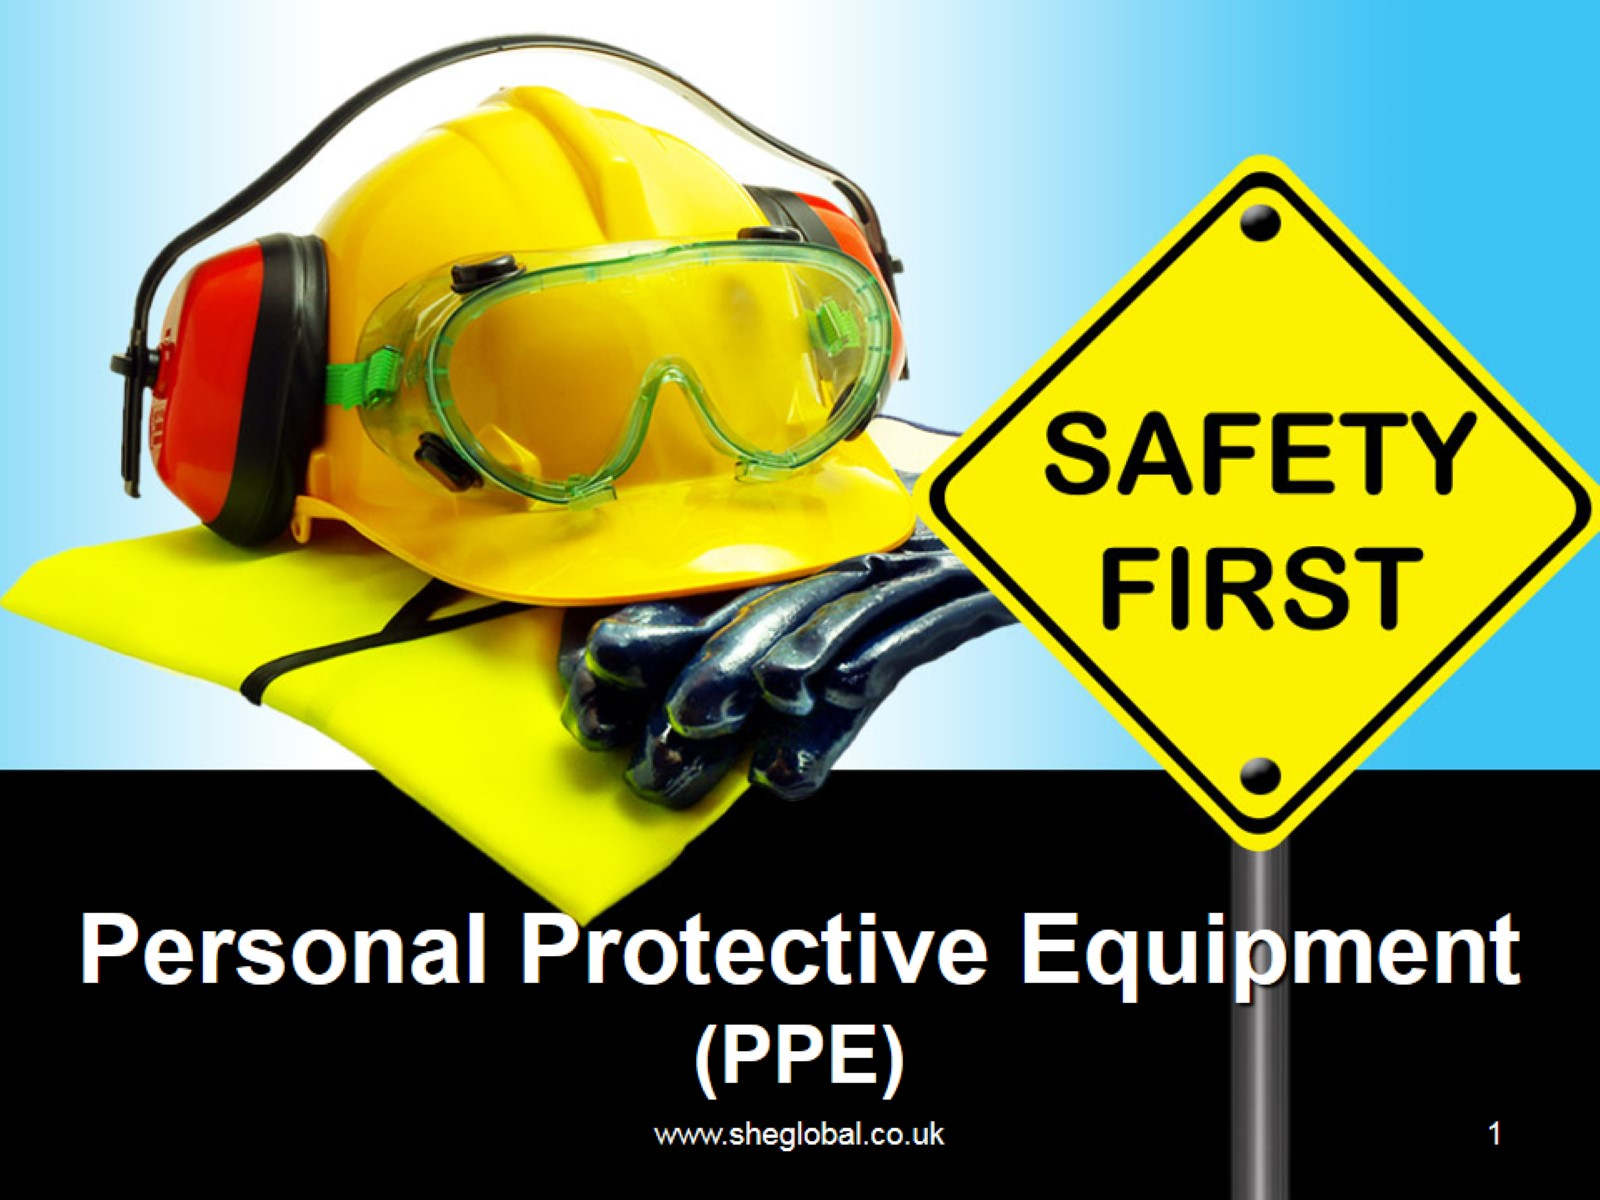 SAFETY
FIRST
Personal Protective Equipment
(PPE)
www.sheglobal.co.uk
1